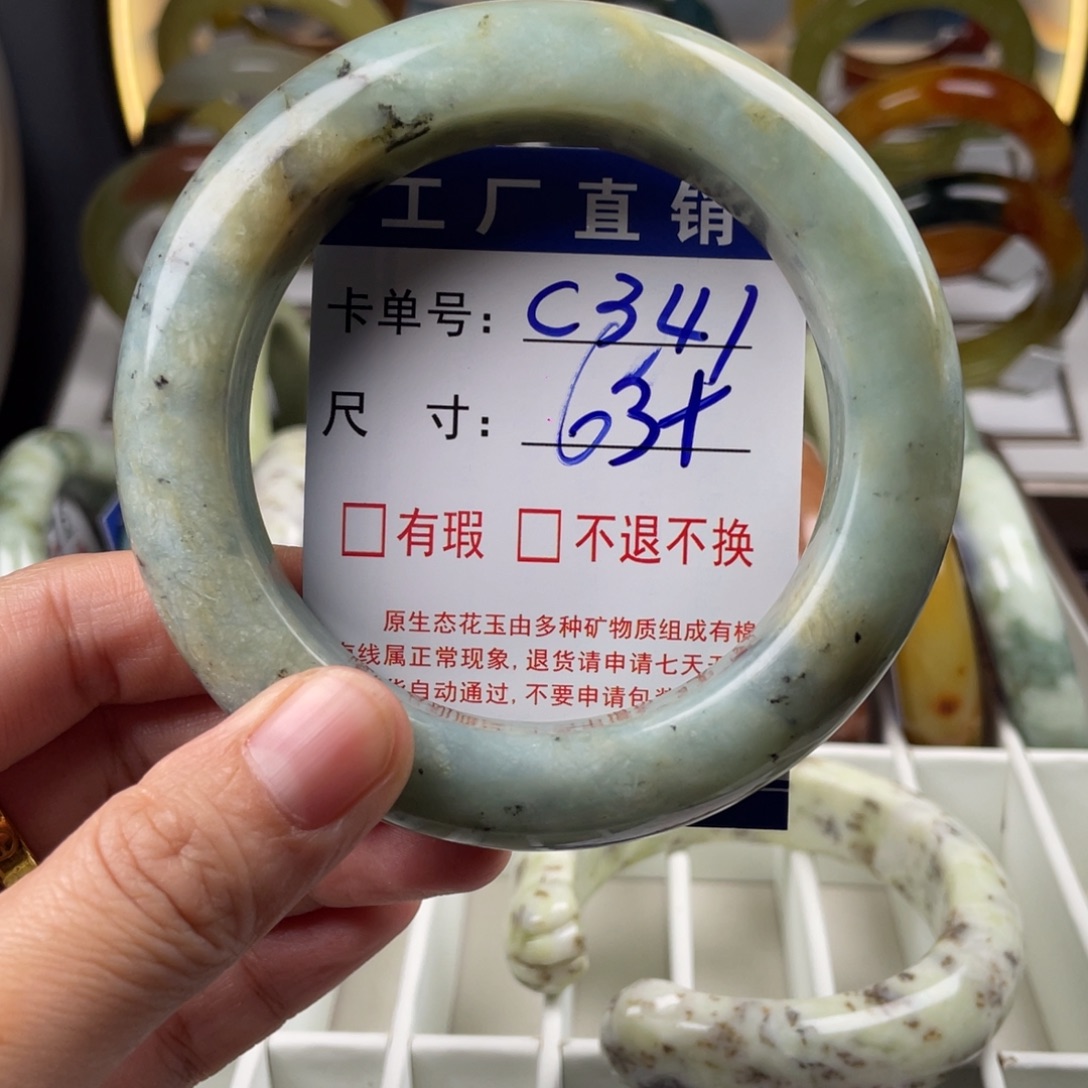 工厂直销
卡单号：C341
尺 寸：63+
□有瑕 □不退不换
原生态花玉由多种矿物质组成有棉
线属正常现象,退货请申请七天
自动通过,不要申请包